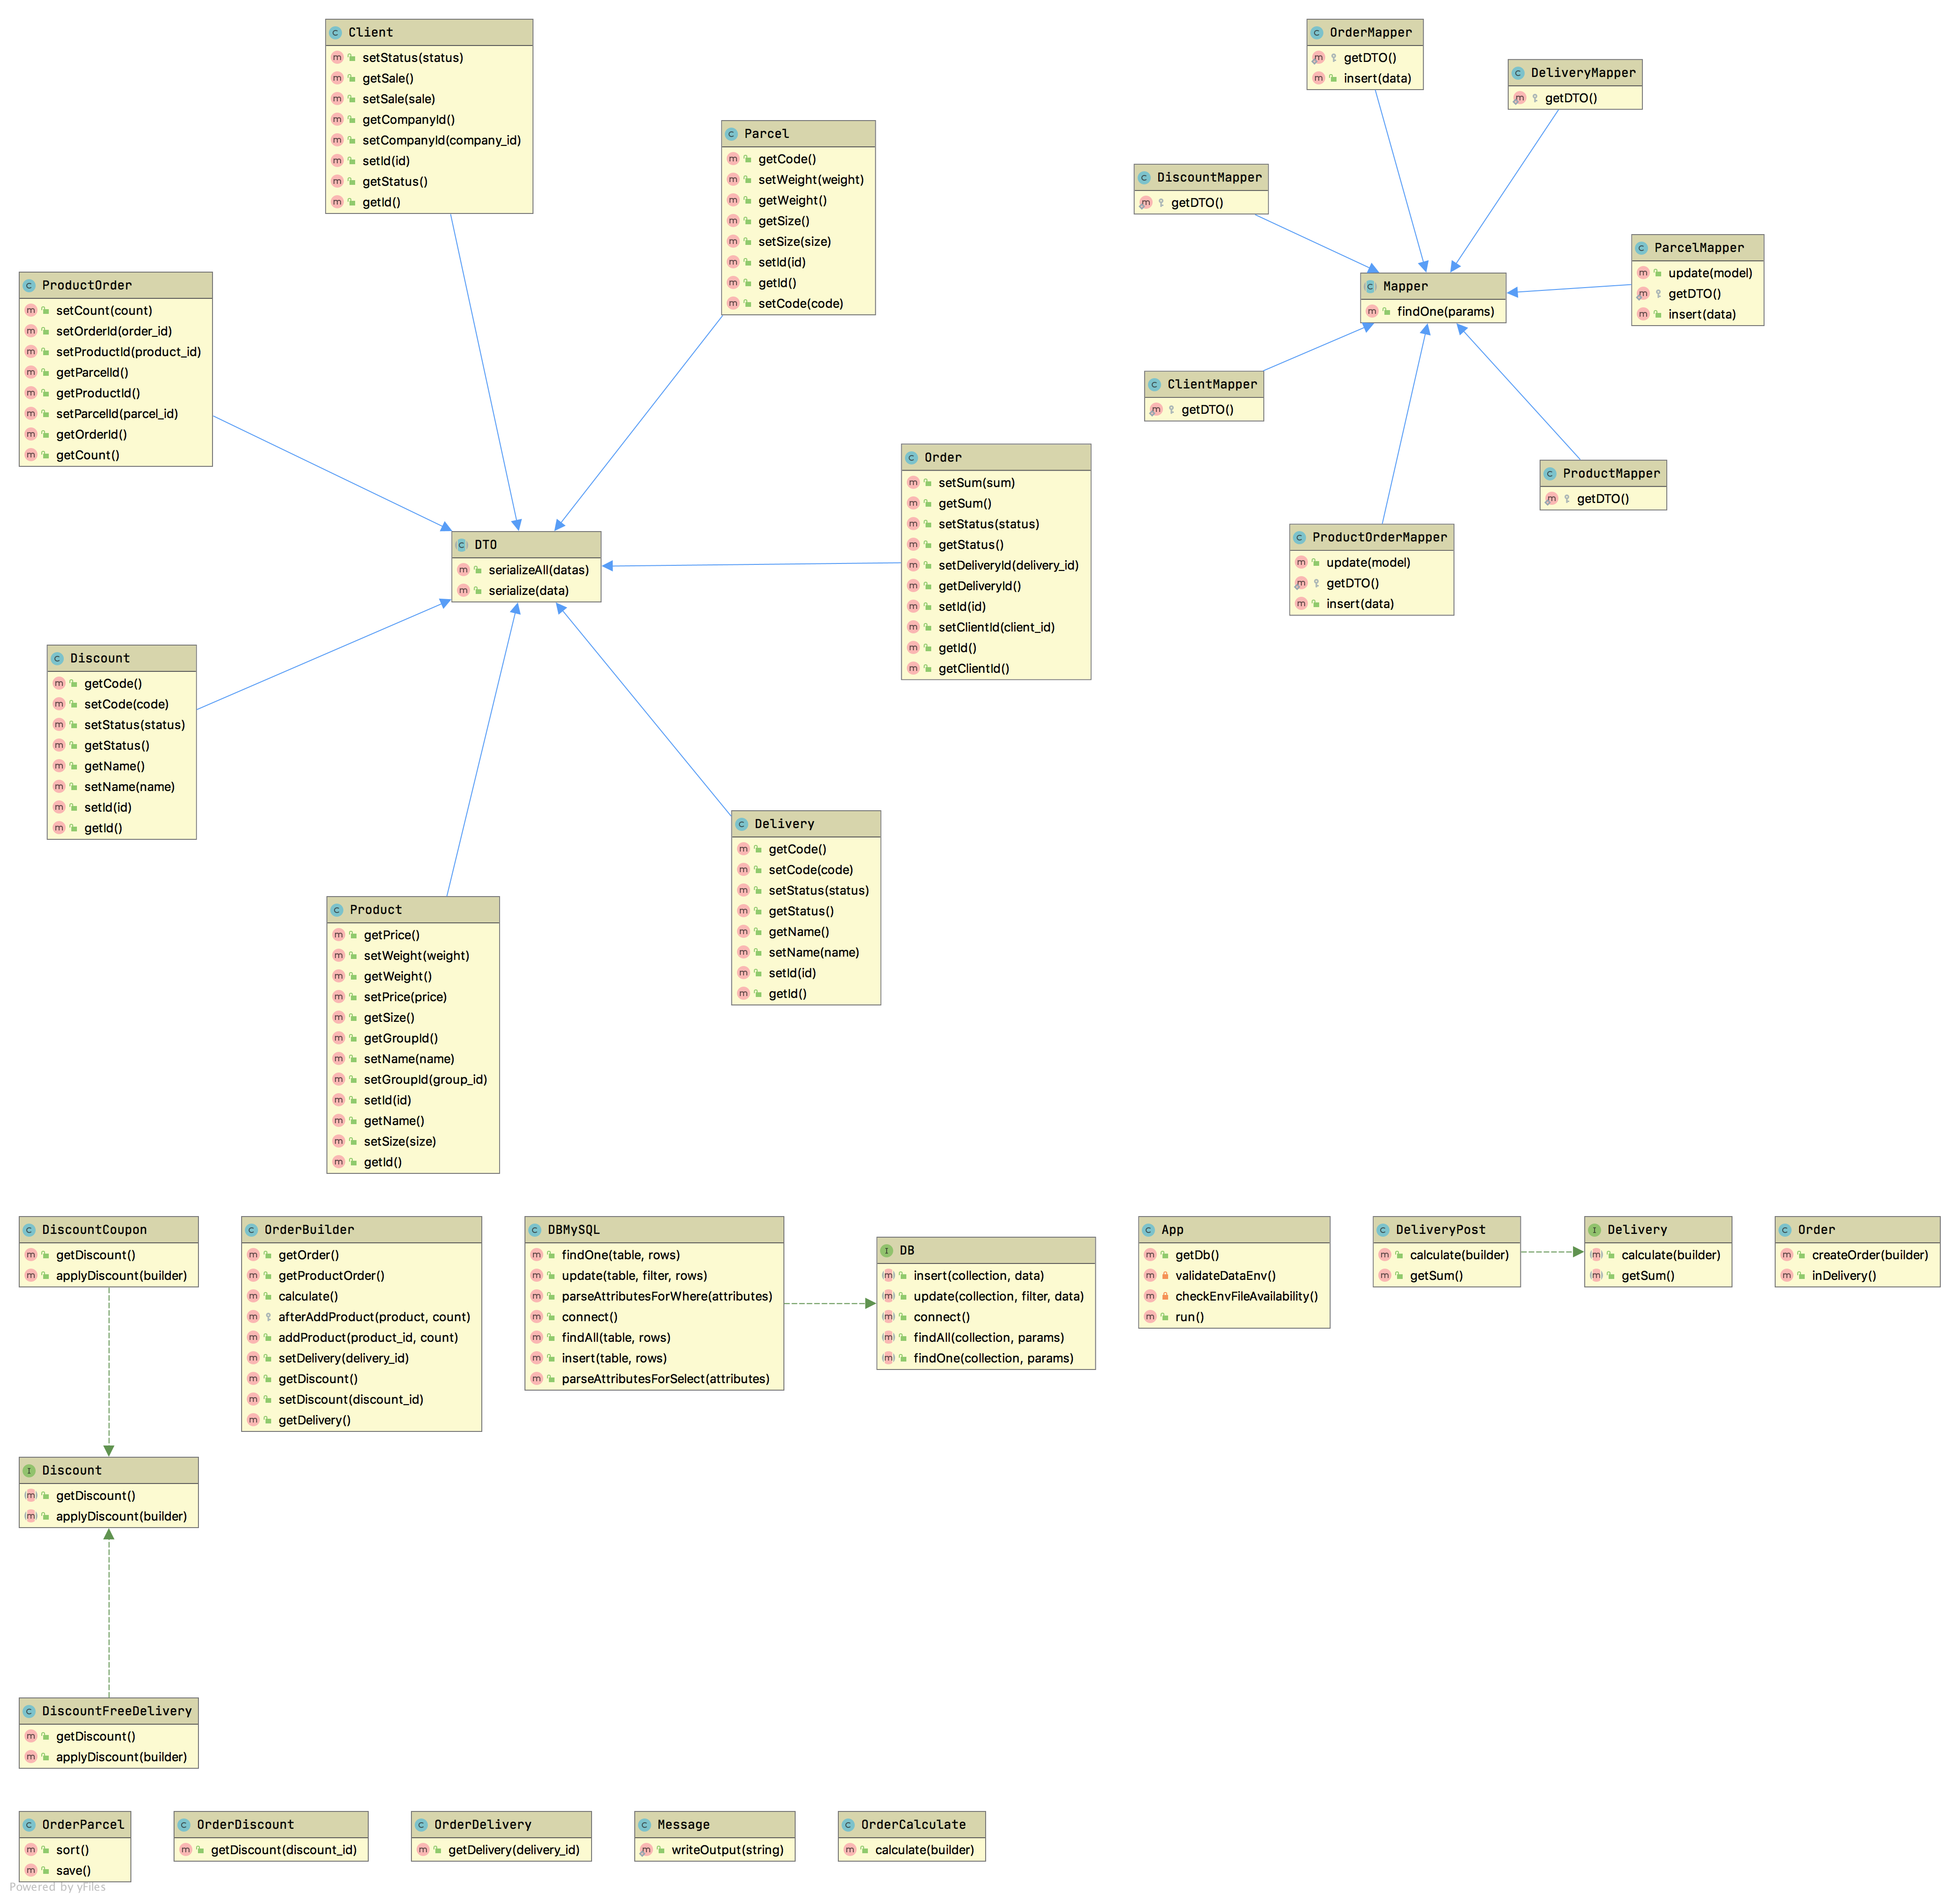 Client
setStatus(status)
getSale()
setSale(sale)
getCompanyId()
setCompanyId(company_id)
setId(id)
getStatus()
getId()
Parcel
getCode()
setWeight(weight)
getWeight()
getSize()
setSize(size)
setId(id)
getId()
setCode(code)
ProductOrder
setCount(count)
setOrderId(order_id)
setProductId(product_id)
getParcelId()
getProductId()
setParcelId(parcel_id)
getOrderId()
getCount()
Order
setSum(sum)
getSum()
setStatus(status)
getStatus()
setDeliveryId(delivery_id)
getDeliveryId()
setId(id)
setClientId(client_id)
getId()
getClientId()
DTO
serializeAll(datas)
serialize(data)
Discount
getCode()
setCode(code)
setStatus(status)
getStatus()
getName()
setName(name)
setId(id)
getId()
Delivery
getCode()
setCode(code)
setStatus(status)
getStatus()
getName()
setName(name)
setId(id)
getId()
Product
getPrice()
setWeight(weight)
getWeight()
setPrice(price)
getSize()
getGroupId()
setName(name)
setGroupId(group_id)
setId(id)
getName()
setSize(size)
getId()
OrderMapper
getDTO()
insert(data)
DeliveryMapper
getDTO()
DiscountMapper
getDTO()
ParcelMapper
update(model)
getDTO()
insert(data)
Mapper
findOne(params)
ClientMapper
getDTO()
ProductMapper
getDTO()
ProductOrderMapper
update(model)
getDTO()
insert(data)
DiscountCoupon
getDiscount()
applyDiscount(builder)
OrderBuilder
getOrder()
getProductOrder()
calculate()
afterAddProduct(product, count)
addProduct(product_id, count)
setDelivery(delivery_id)
getDiscount()
setDiscount(discount_id)
getDelivery()
DBMySQL
findOne(table, rows)
update(table, filter, rows)
parseAttributesForWhere(attributes)
connect()
findAll(table, rows)
insert(table, rows)
parseAttributesForSelect(attributes)
DB
insert(collection, data)
update(collection, filter, data)
connect()
findAll(collection, params)
findOne(collection, params)
App
getDb()
validateDataEnv()
checkEnvFileAvailability()
run()
DeliveryPost
calculate(builder)
getSum()
Delivery
calculate(builder)
getSum()
Order
createOrder(builder)
inDelivery()
Discount
getDiscount()
applyDiscount(builder)
DiscountFreeDelivery
getDiscount()
applyDiscount(builder)
OrderParcel
sort()
save()
OrderDiscount
getDiscount(discount_id)
OrderDelivery
getDelivery(delivery_id)
Message
writeOutput(string)
OrderCalculate
calculate(builder)
Powered by yFiles